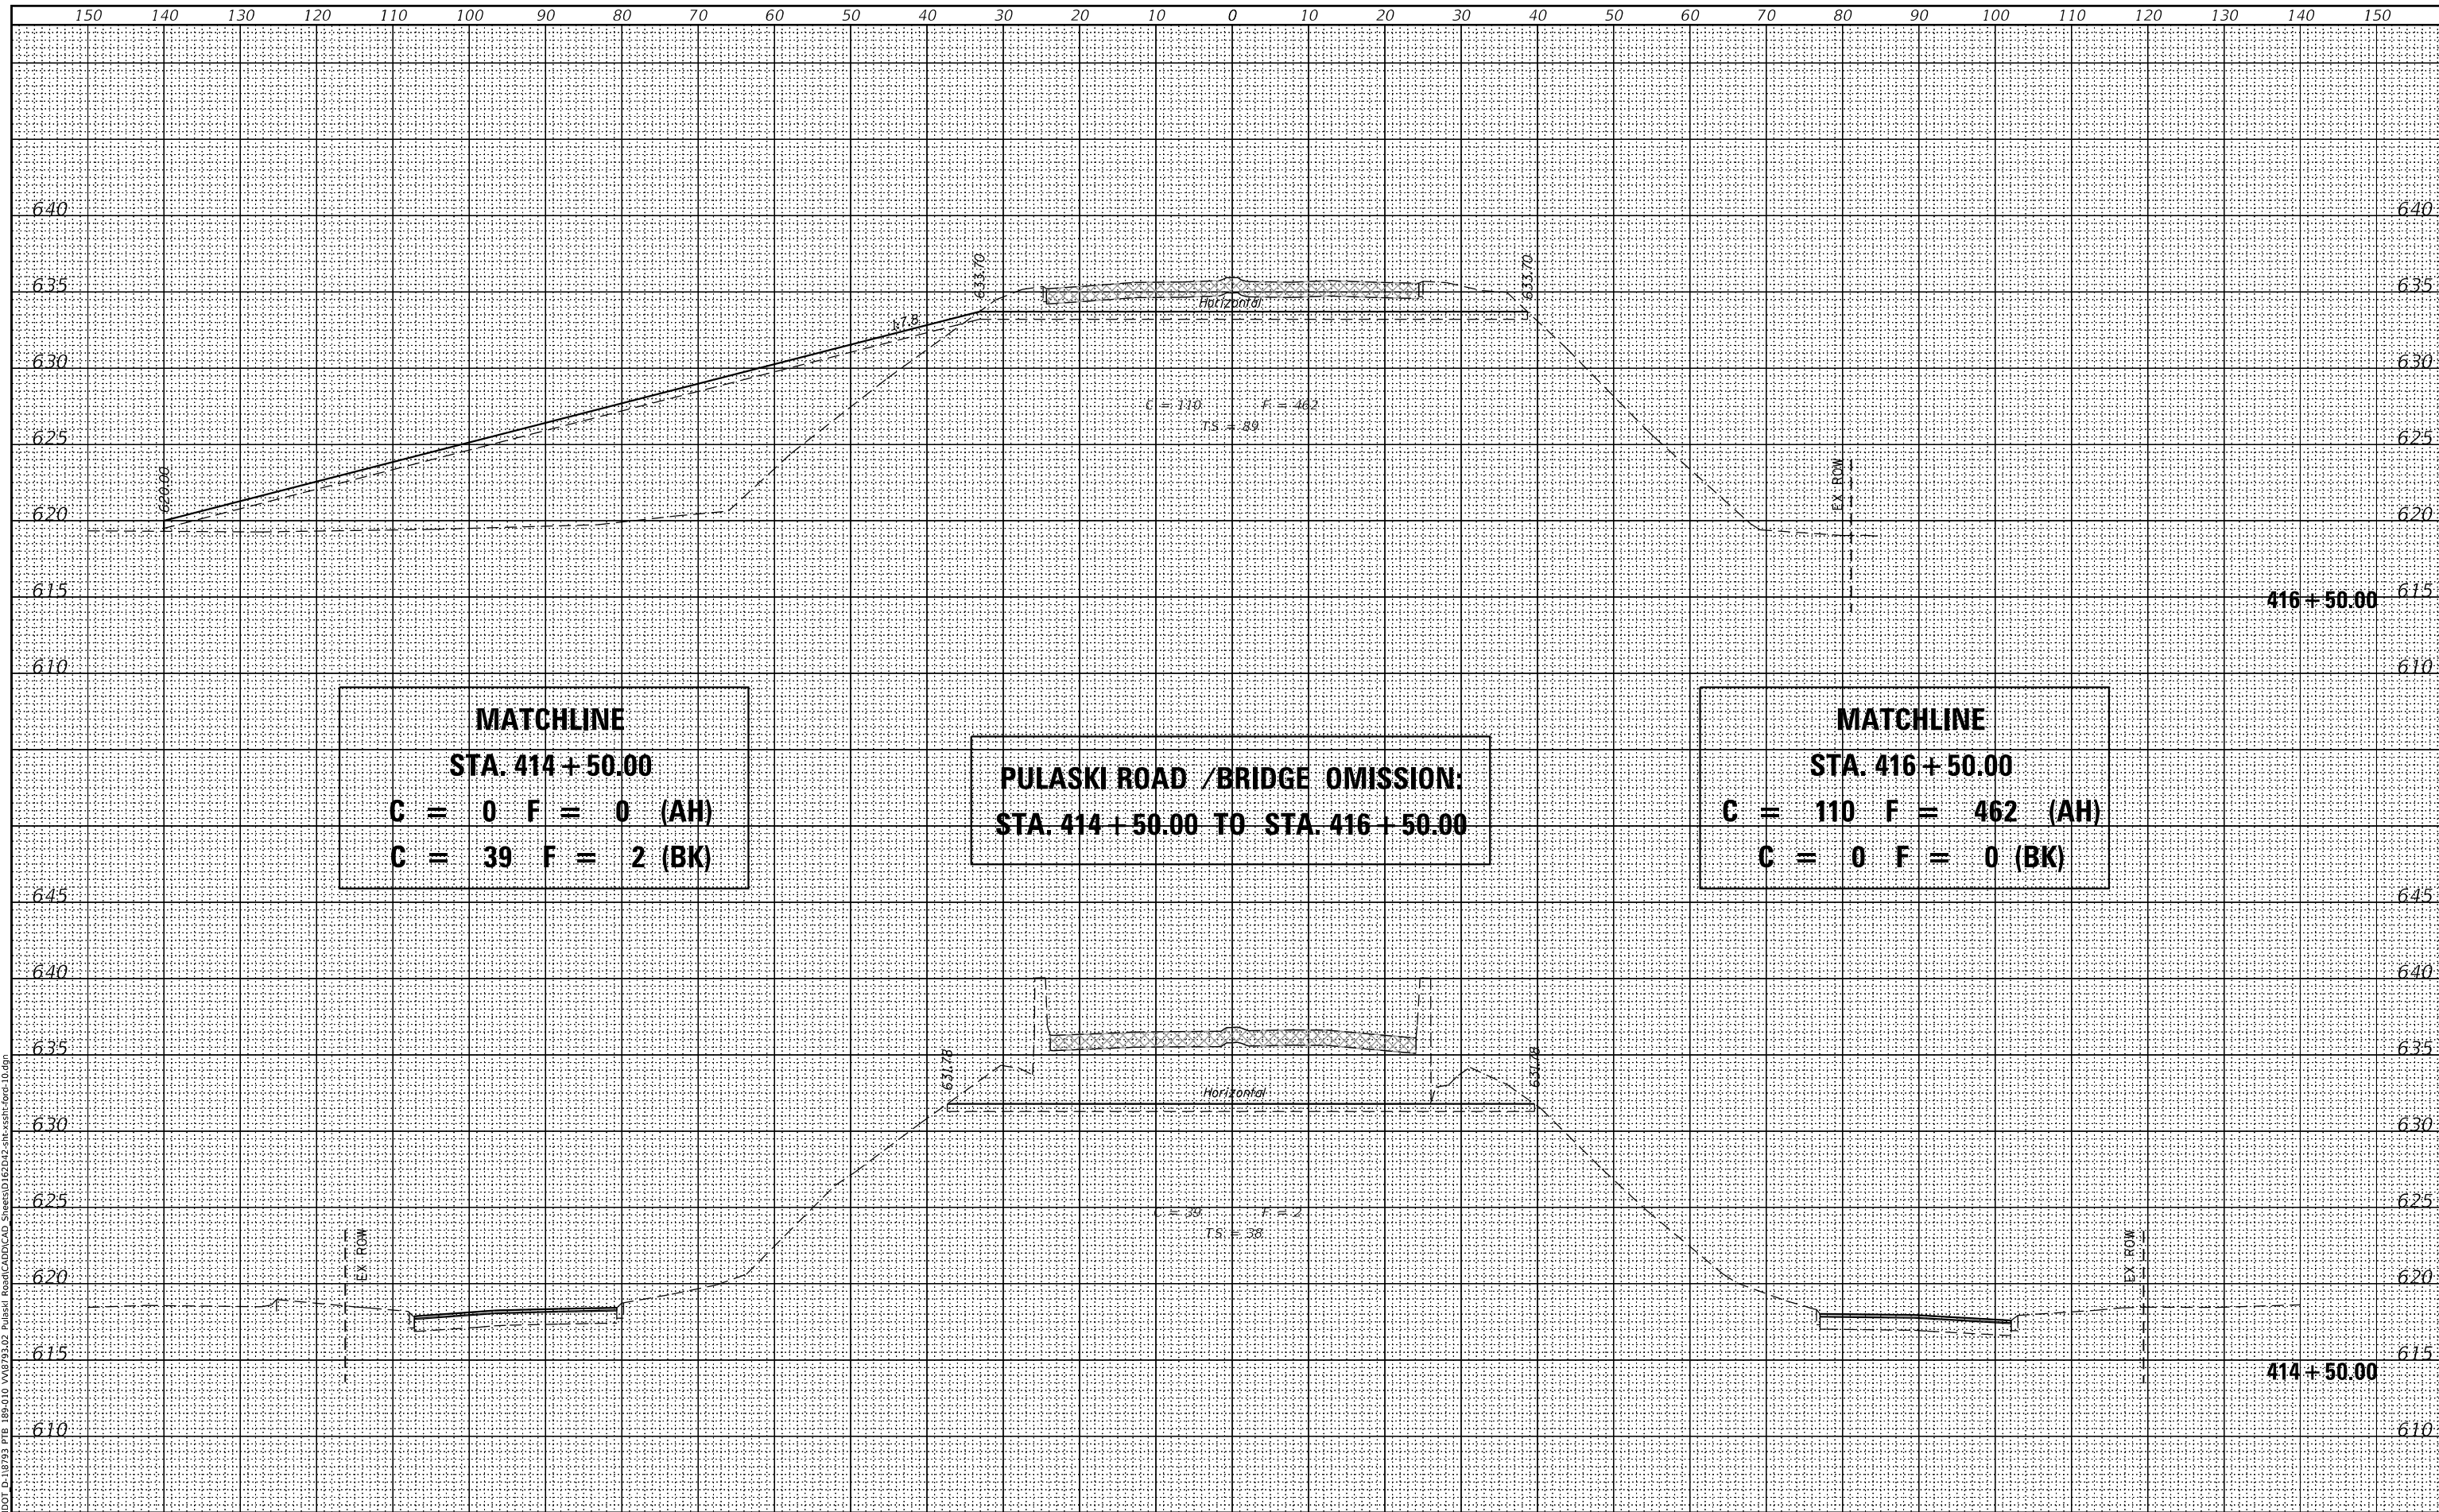 150 140 130 120 110 100 90 80 70 60 50 40 30 20 10 0 10 20 30 40 50 60 70 80 90 100 110 120 130 140 150
640 640
633.70 633.70
635 635
Horizontal
1:7.8
630 630
C = 110 F = 462
TS = 89
625 625
620.00
EX ROW
620 620
615 615
416+50.00
610 610
MATCHLINE
STA. 414+50.00
C = 0 F = 0 (AH)
C = 39 F = 2 (BK)
PULASKI ROAD /BRIDGE OMISSION:
STA. 414+50.00 TO STA. 416+50.00
MATCHLINE
STA. 416+50.00
C = 110 F = 462 (AH)
C = 0 F = 0 (BK)
645 645
640 640
635 635
631.78 631.78
Horizontal
630 630
625 625
C = 39 F = 2
TS = 38
EX ROW EX ROW
620 620
615 615
414+50.00
610 610